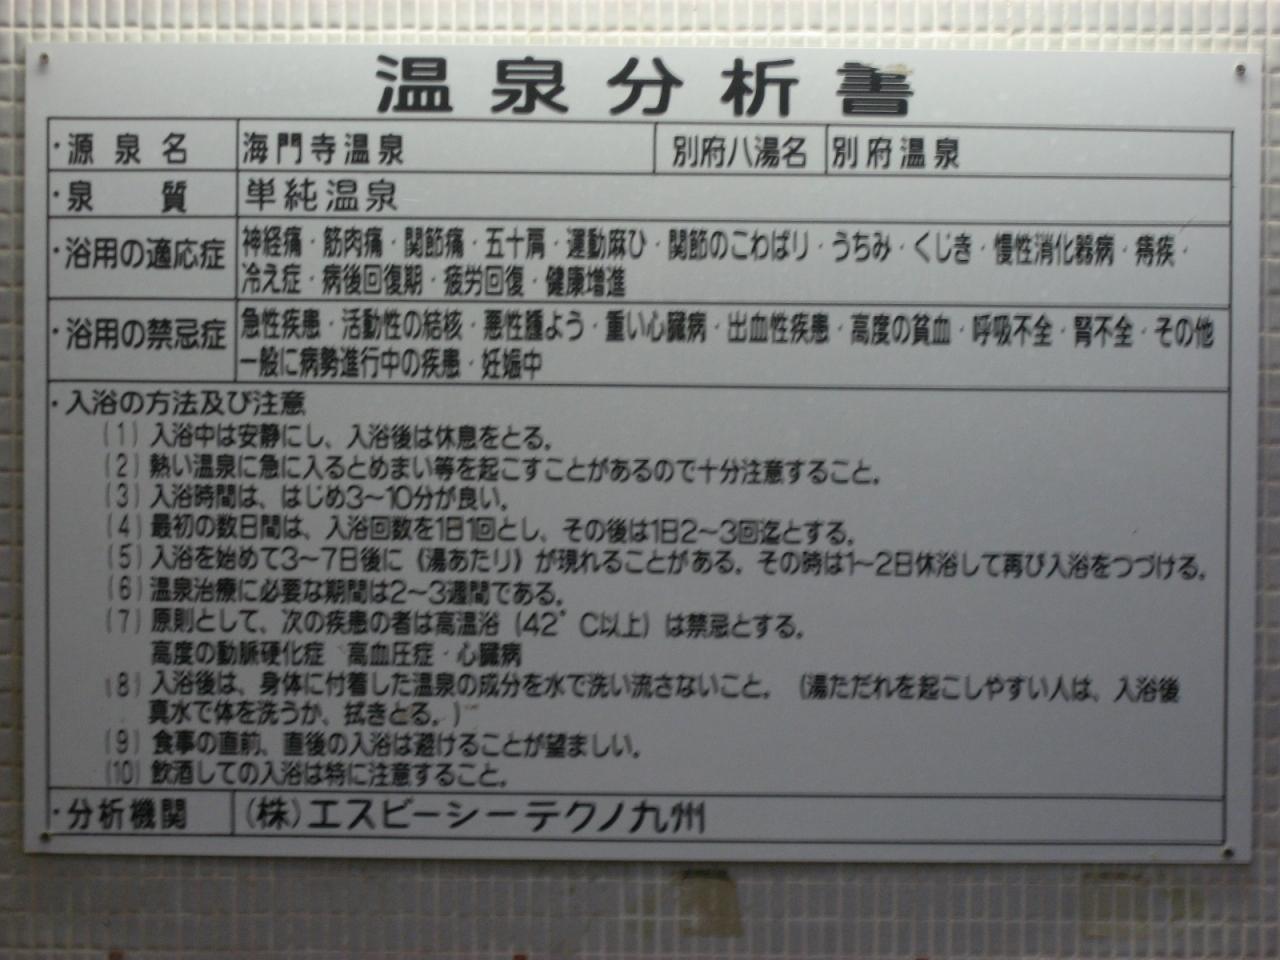 温泉分析書
・源泉名 海門寺温泉 別府八湯名 別府温泉
・泉質 単純温泉
・浴用の適応症 神経痛・筋肉痛・関節痛・五十肩・運動麻ひ・関節のこわばり・うちみ・くじき・慢性消化器病・痔疾・
冷え症・病後回復期・疲労回復・健康増進
・浴用の禁忌症 急性疾患・活動性の結核・悪性腫よう・重い心臓病・出血性疾患・高度の貧血・呼吸不全・腎不全・その他
一般に病勢進行中の疾患・妊娠中
・入浴の方法及び注意
(1) 入浴中は安静にし、入浴後は休息をとる。
(2) 熱い温泉に急に入るとめまい等を起こすことがあるので十分注意すること。
(3) 入浴時間は、はじめ3~10分が良い。
(4) 最初の数日間は、入浴回数を1日1回とし、その後は1日2~3回迄とする。
(5) 入浴を始めて3~7日後に《湯あたり》が現れることがある。その時は1~2日休浴して再び入浴をつづける。
(6) 温泉治療に必要な期間は2~3週間である。
(7) 原則として、次の疾患の者は高温浴(42°C以上)は禁忌とする。
高度の動脈硬化症 高血圧症・心臓病
(8) 入浴後は、身体に付着した温泉の成分を水で洗い流さないこと。(湯ただれを起こしやすい人は、入浴後
真水で体を洗うか、拭きとる。)
(9) 食事の直前、直後の入浴は避けることが望ましい。
(10) 飲酒しての入浴は特に注意すること。
・分析機関 (株)エスビーシーテクノ九州